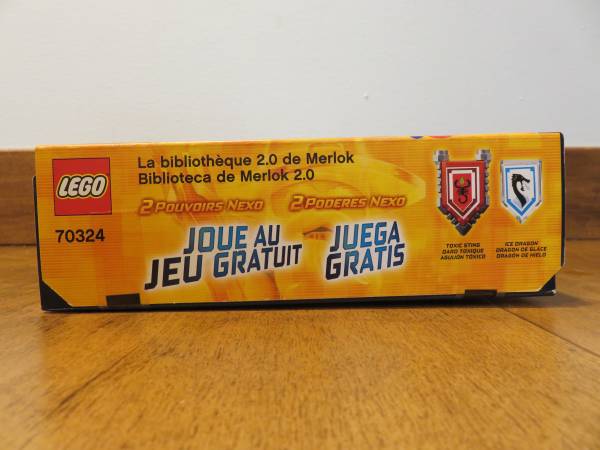 La bibliothèque 2.0 de Merlok
Biblioteca de Merlok 2.0
LEGO
70324
2 POUVOIRS NEXO
JOUE AU
JEU GRATUIT
2 PODERES NEXO
JUEGA
GRATIS
TOXIC STING
DARD TOXIQUE
AGUIJÓN TÓXICO
ICE DRAGON
DRAGON DE GLACE
DRAGÓN DE HIELO